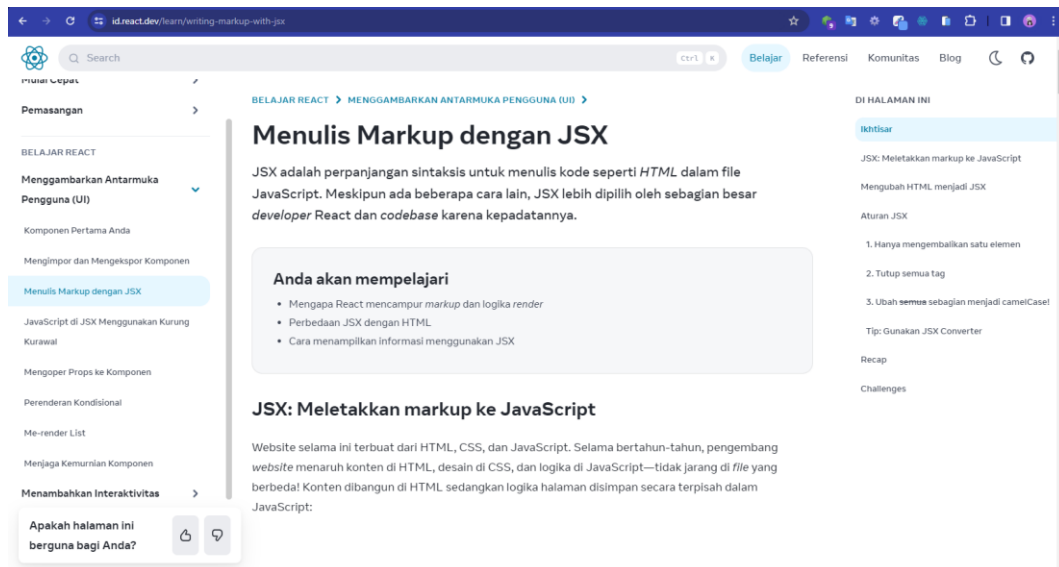 id.react.dev/learn/writing-markup-with-jsx
Search
Ctrl K
Belajar
Referensi
Komunitas
Blog
Mulai Cepat
Pemasangan
BELAJAR REACT
Menggambarkan Antarmuka
Pengguna (UI)
Komponen Pertama Anda
Mengimpor dan Mengekspor Komponen
Menulis Markup dengan JSX
JavaScript di JSX Menggunakan Kurung
Kurawal
Mengoper Props ke Komponen
Perenderan Kondisional
Me-render List
Menjaga Kemurnian Komponen
Menambahkan Interaktivitas
Apakah halaman ini
berguna bagi Anda?
BELAJAR REACT > MENGGAMBARKAN ANTARMUKA PENGGUNA (UI) >
Menulis Markup dengan JSX
JSX adalah perpanjangan sintaksis untuk menulis kode seperti HTML dalam file
JavaScript. Meskipun ada beberapa cara lain, JSX lebih dipilih oleh sebagian besar
developer React dan codebase karena kepadatannya.
Anda akan mempelajari
• Mengapa React mencampur markup dan logika render
• Perbedaan JSX dengan HTML
• Cara menampilkan informasi menggunakan JSX
JSX: Meletakkan markup ke JavaScript
Website selama ini terbuat dari HTML, CSS, dan JavaScript. Selama bertahun-tahun, pengembang
website menaruh konten di HTML, desain di CSS, dan logika di JavaScript—tidak jarang di file yang
berbeda! Konten dibangun di HTML sedangkan logika halaman disimpan secara terpisah dalam
JavaScript:
DI HALAMAN INI
Ikhtisar
JSX: Meletakkan markup ke JavaScript
Mengubah HTML menjadi JSX
Aturan JSX
1. Hanya mengembalikan satu elemen
2. Tutup semua tag
3. Ubah semua sebagian menjadi camelCase!
Tip: Gunakan JSX Converter
Recap
Challenges